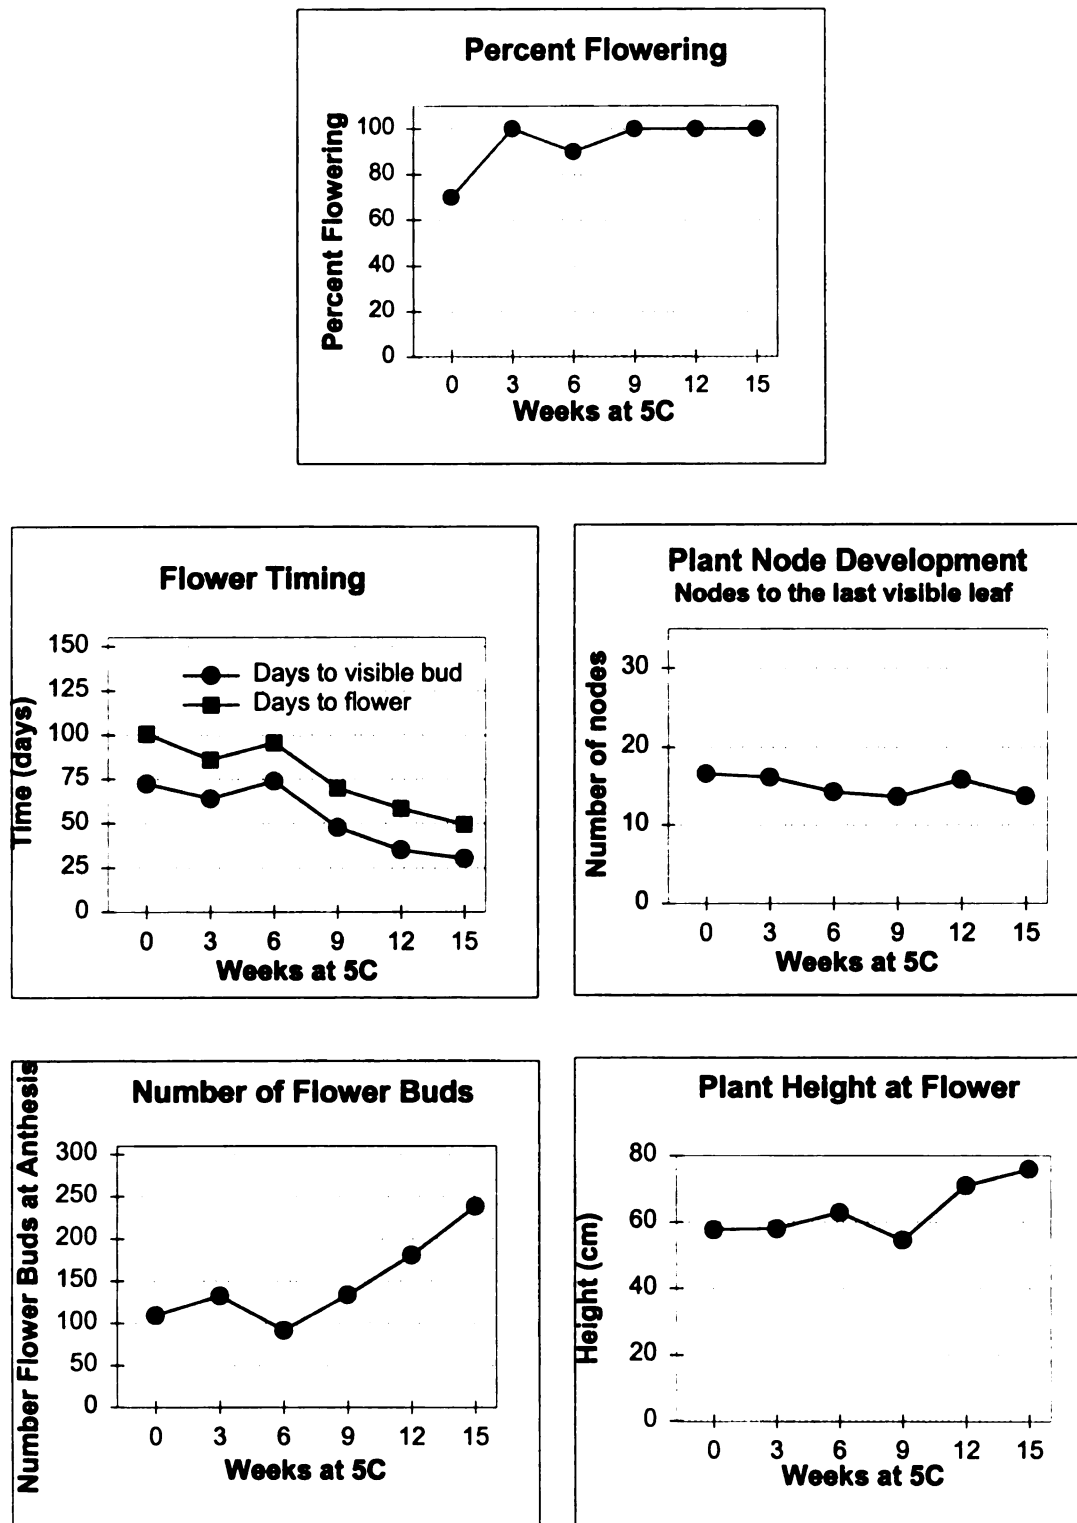 Percent Flowering
Percent Flowering
100
80
60
40
20
0
0 3 6 9 12 15
Weeks at 5C
Flower Timing
Time (days)
150
125
100
75
50
25
0
Days to visible bud
Days to flower
0 3 6 9 12 15
Weeks at 5C
Plant Node Development
Nodes to the last visible leaf
Number of nodes
30
20
10
0
0 3 6 9 12 15
Weeks at 5C
Number of Flower Buds
Number Flower Buds at Anthesis
300
250
200
150
100
50
0
0 3 6 9 12 15
Weeks at 5C
Plant Height at Flower
Height (cm)
80
60
40
20
0
0 3 6 9 12 15
Weeks at 5C